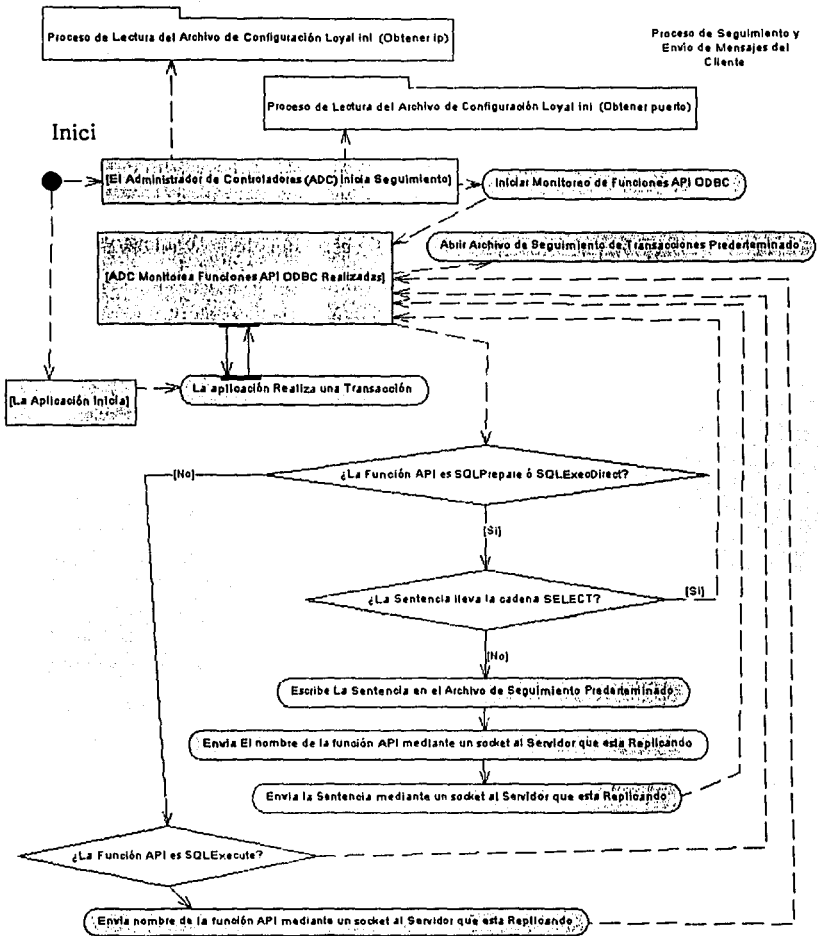 Proceso de Lectura del Archivo de Configuración Loyal ini (Obtener ip)
Proceso de Seguimiento y
Envio de Mensajes del
Cliente
Proceso de Lectura del Archivo de Configuración Loyal ini (Obtener puerto)
Inici
[El Administrador de Controladores (ADC) Inicia Seguimiento]
Iniciar Monitoreo de Funciones API ODBC
Abrir Archivo de Seguimiento de Transacciones Predeterminado
[ADC Monitorea Funciones API ODBC Realizadas]
La aplicación Realiza una Transacción
[La Aplicación Inicia]
[No]
¿La Función API es SQLPrepare ó SQLExecDirect?
[Si]
¿La Sentencia lleva la cadena SELECT?
[Si]
[No]
Escribe La Sentencia en el Archivo de Seguimiento Predeterminado
Envia El nombre de la función API mediante un socket al Servidor que esta Replicando
Envia la Sentencia mediante un socket al Servidor que esta Replicando
¿La Función API es SQLExecute?
Envia nombre de la función API mediante un socket al Servidor que esta Replicando